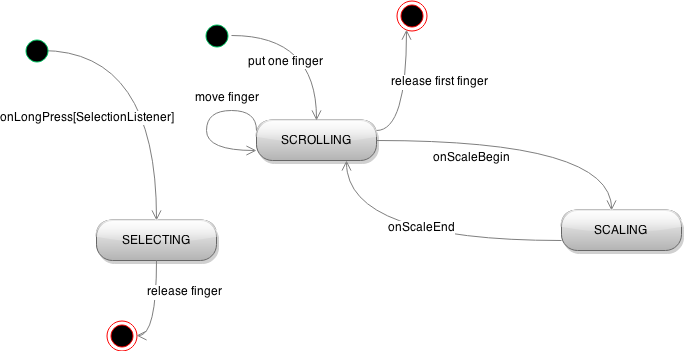 put one finger
release first finger
move finger
onLongPress[SelectionListener]
SCROLLING
onScaleBegin
onScaleEnd
SCALING
SELECTING
release finger